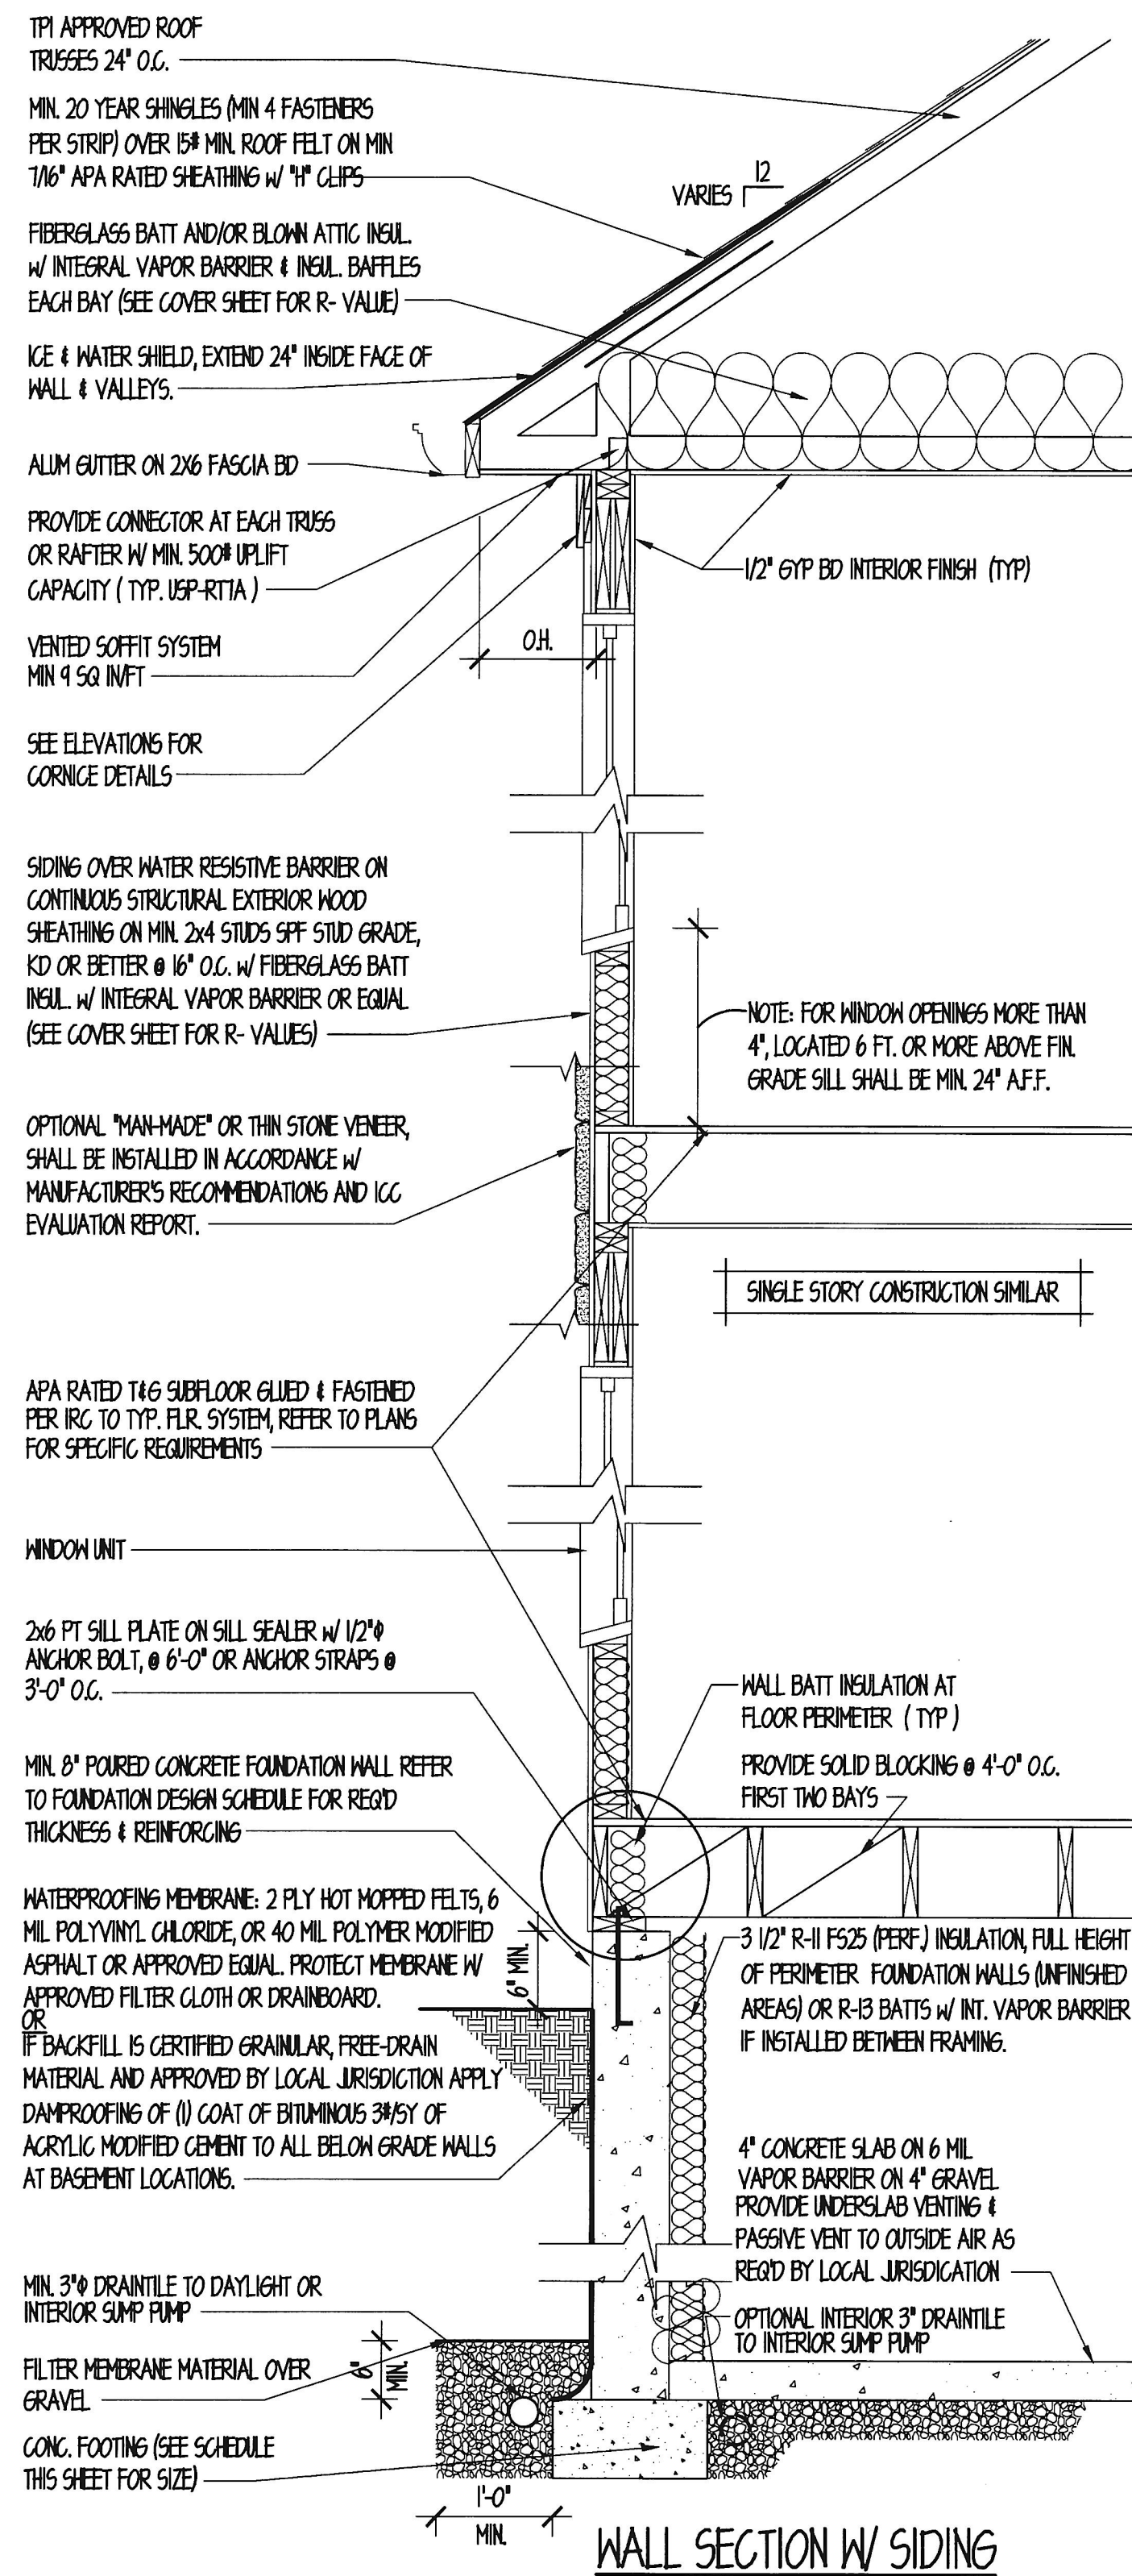 TPI APPROVED ROOF
TRUSSES 24" O.C.
MIN. 20 YEAR SHINGLES (MIN 4 FASTENERS
PER STRIP) OVER 15# MIN. ROOF FELT ON MIN
7/16" APA RATED SHEATHING W/ "H" CLIPS
12
VARIES
FIBERGLASS BATT AND/OR BLOWN ATTIC INSUL.
W/ INTEGRAL VAPOR BARRIER & INSUL. BAFFLES
EACH BAY (SEE COVER SHEET FOR R- VALUE)
ICE & WATER SHIELD, EXTEND 24" INSIDE FACE OF
WALL & VALLEYS.
ALUM GUTTER ON 2X6 FASCIA BD
PROVIDE CONNECTOR AT EACH TRUSS
OR RAFTER W/ MIN. 500# UPLIFT
CAPACITY ( TYP. USP-RT7A )
1/2" GYP BD INTERIOR FINISH (TYP)
O.H.
VENTED SOFFIT SYSTEM
MIN 9 SQ IN/FT
SEE ELEVATIONS FOR
CORNICE DETAILS
SIDING OVER WATER RESISTIVE BARRIER ON
CONTINUOUS STRUCTURAL EXTERIOR WOOD
SHEATHING ON MIN. 2x4 STUDS SPF STUD GRADE,
KD OR BETTER @ 16" O.C. W/ FIBERGLASS BATT
INSUL. W/ INTEGRAL VAPOR BARRIER OR EQUAL
(SEE COVER SHEET FOR R- VALUES)
NOTE: FOR WINDOW OPENINGS MORE THAN
4", LOCATED 6 FT. OR MORE ABOVE FIN.
GRADE SILL SHALL BE MIN. 24" A.F.F.
OPTIONAL "MAN-MADE" OR THIN STONE VENEER,
SHALL BE INSTALLED IN ACCORDANCE W/
MANUFACTURER'S RECOMMENDATIONS AND ICC
EVALUATION REPORT.
SINGLE STORY CONSTRUCTION SIMILAR
APA RATED T&G SUBFLOOR GLUED & FASTENED
PER IRC TO TYP. FLR. SYSTEM, REFER TO PLANS
FOR SPECIFIC REQUIREMENTS
WINDOW UNIT
2x6 PT SILL PLATE ON SILL SEALER W/ 1/2"Φ
ANCHOR BOLT, @ 6'-0" OR ANCHOR STRAPS @
3'-0" O.C.
WALL BATT INSULATION AT
FLOOR PERIMETER ( TYP )
PROVIDE SOLID BLOCKING @ 4'-0" O.C.
FIRST TWO BAYS
MIN. 8" POURED CONCRETE FOUNDATION WALL REFER
TO FOUNDATION DESIGN SCHEDULE FOR REQ'D
THICKNESS & REINFORCING
WATERPROOFING MEMBRANE: 2 PLY HOT MOPPED FELTS, 6
MIL POLYVINYL CHLORIDE, OR 40 MIL POLYMER MODIFIED
ASPHALT OR APPROVED EQUAL. PROTECT MEMBRANE W/
APPROVED FILTER CLOTH OR DRAINBOARD.
OR
IF BACKFILL IS CERTIFIED GRAINULAR, FREE-DRAIN
MATERIAL AND APPROVED BY LOCAL JURISDICTION APPLY
DAMPROOFING OF (1) COAT OF BITUMINOUS 3#/SY OF
ACRYLIC MODIFIED CEMENT TO ALL BELOW GRADE WALLS
AT BASEMENT LOCATIONS.
6" MIN.
3 1/2" R-11 FS25 (PERF.) INSULATION, FULL HEIGHT
OF PERIMETER FOUNDATION WALLS (UNFINISHED
AREAS) OR R-13 BATTS W/ INT. VAPOR BARRIER
IF INSTALLED BETWEEN FRAMING.
4" CONCRETE SLAB ON 6 MIL
VAPOR BARRIER ON 4" GRAVEL
PROVIDE UNDERSLAB VENTING &
PASSIVE VENT TO OUTSIDE AIR AS
REQ'D BY LOCAL JURISDICATION
OPTIONAL INTERIOR 3" DRAINTILE
TO INTERIOR SUMP PUMP
MIN. 3"Φ DRAINTILE TO DAYLIGHT OR
INTERIOR SUMP PUMP
FILTER MEMBRANE MATERIAL OVER
GRAVEL
6"
MIN.
CONC. FOOTING (SEE SCHEDULE
THIS SHEET FOR SIZE)
1'-0"
MIN.
WALL SECTION W/ SIDING